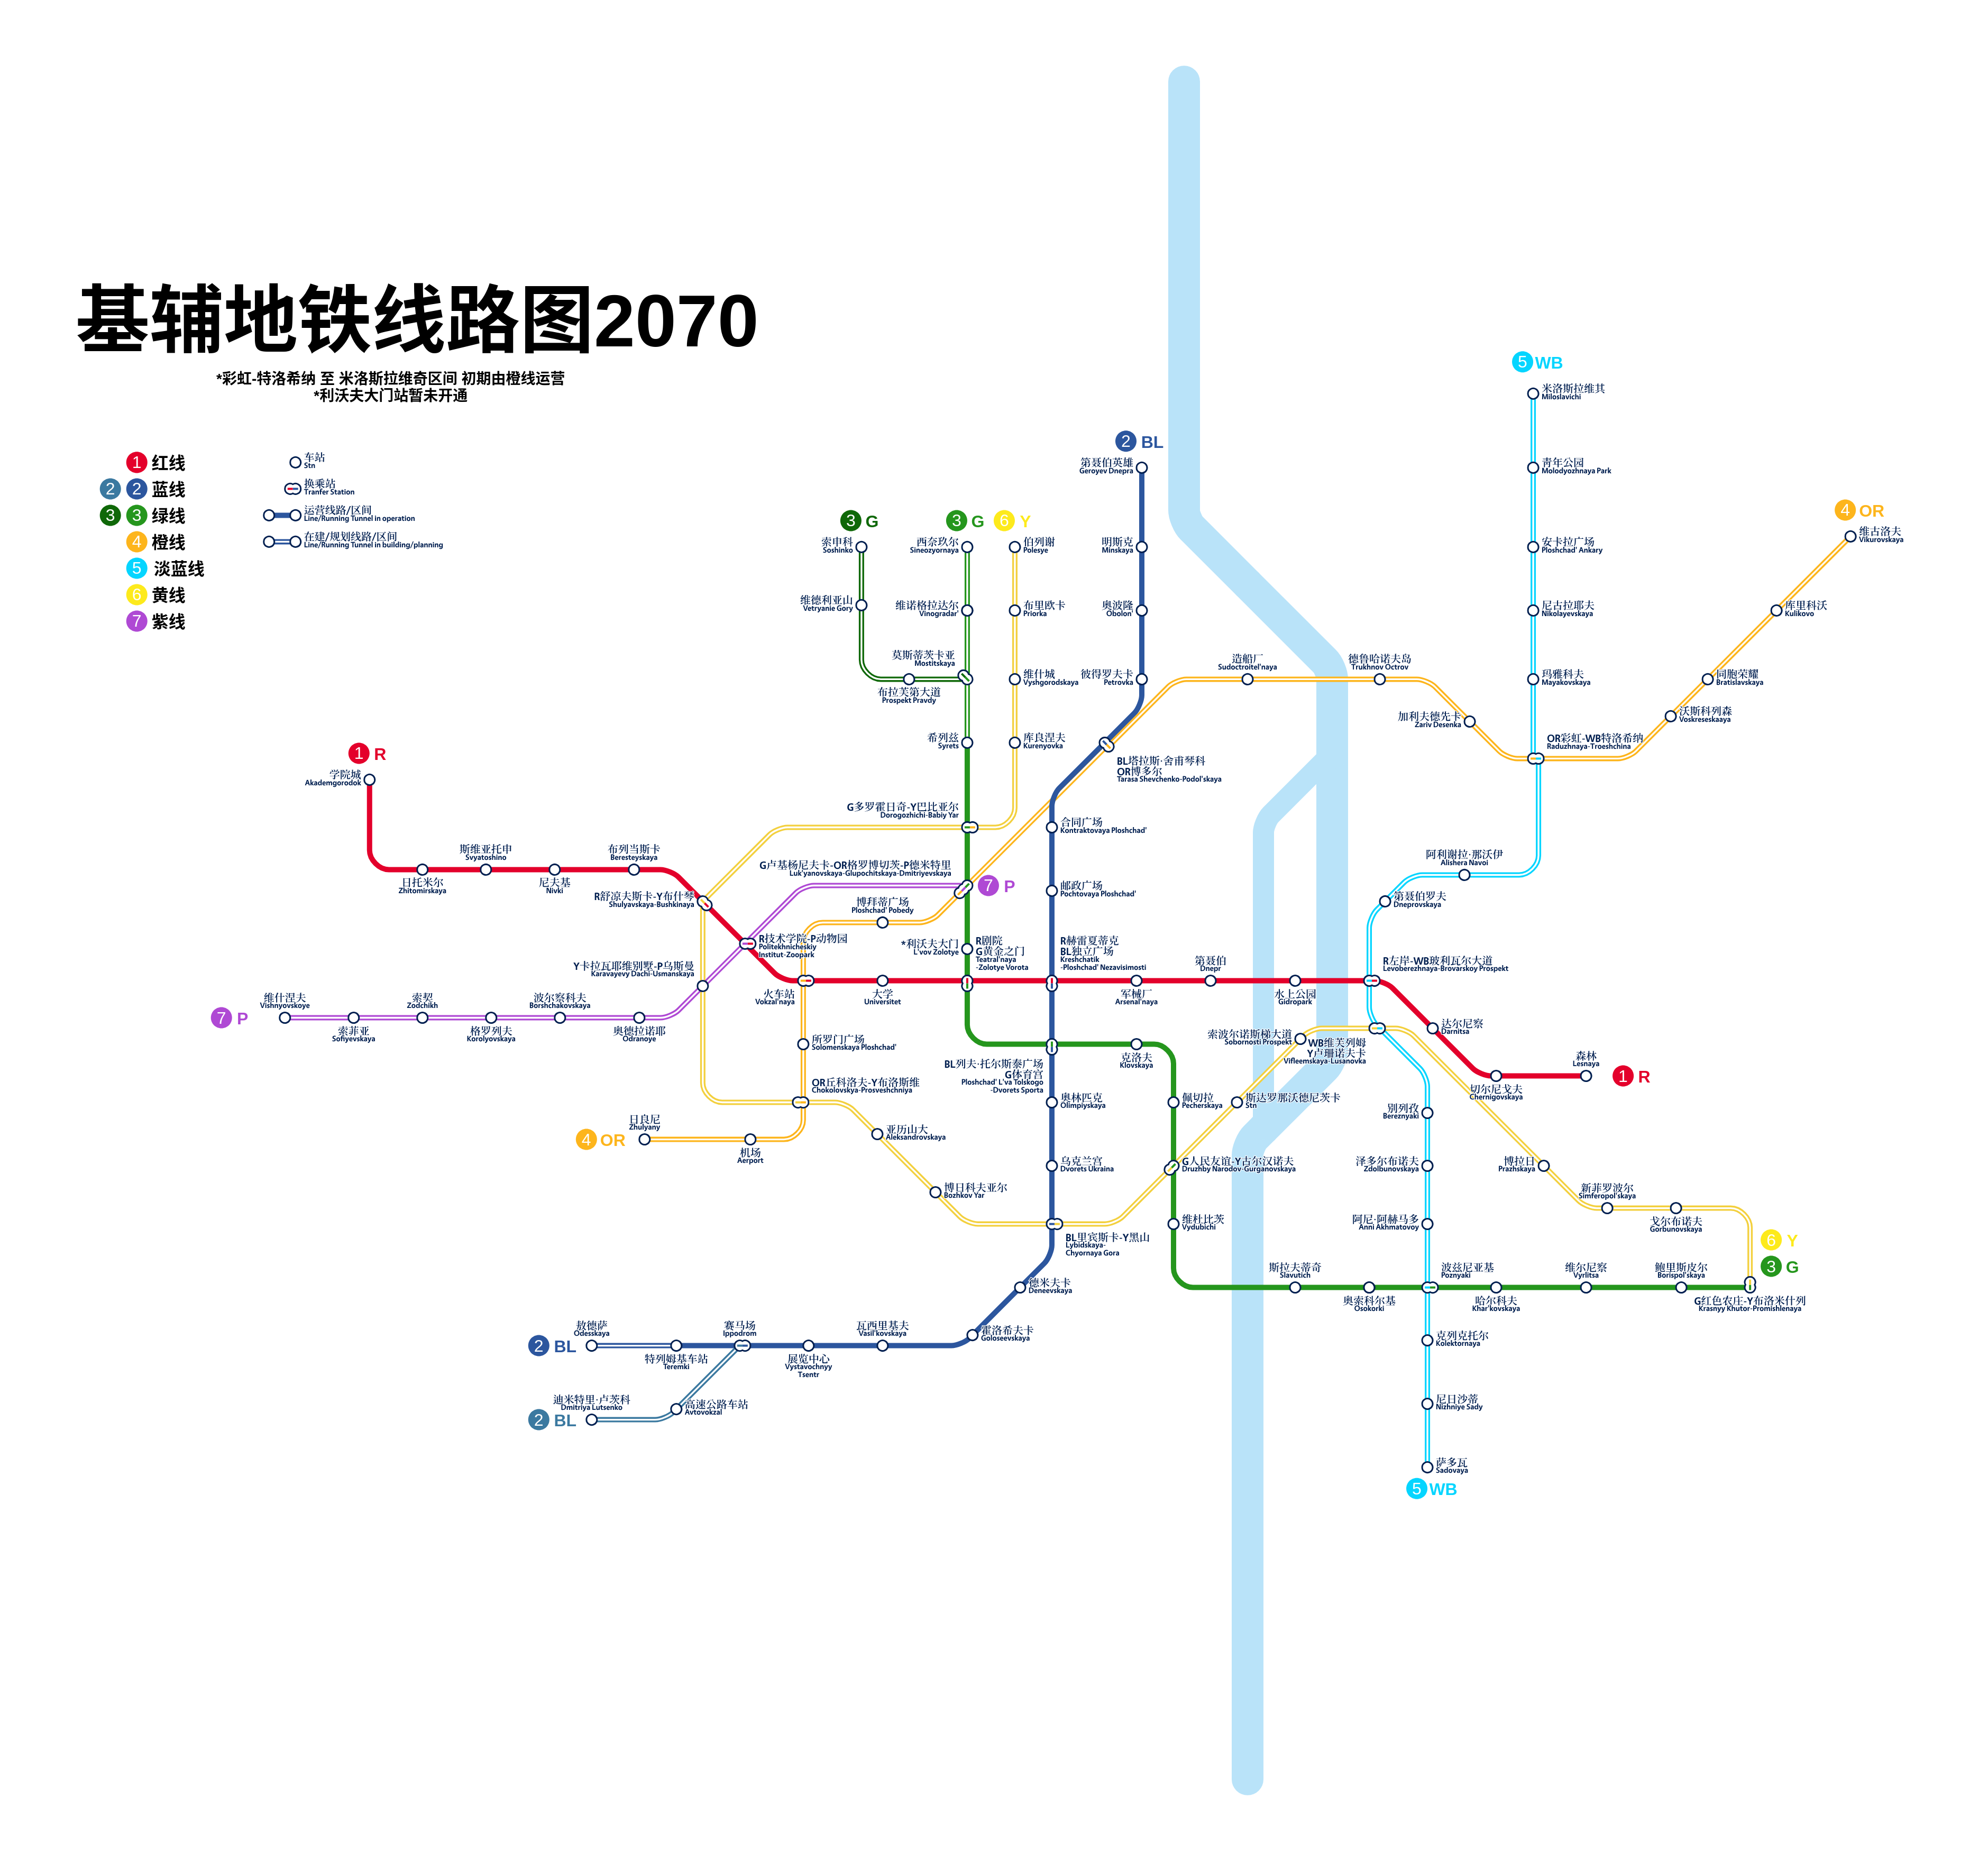 基辅地铁线路图2070
*彩虹-特洛希纳 至 米洛斯拉维奇区间 初期由橙线运营
*利沃夫大门站暂未开通
1 红线
2 2 蓝线
3 3 绿线
4 橙线
5 淡蓝线
6 黄线
7 紫线
车站
Stn
换乘站
Tranfer Station
运营线路/区间
Line/Running Tunnel in operation
在建/规划线路/区间
Line/Running Tunnel in building/planning
5 WB
米洛斯拉维其
Miloslavichi
青年公园
Molodyozhnaya Park
安卡拉广场
Ploshchad' Ankary
尼古拉耶夫
Nikolayevskaya
玛雅科夫
Mayakovskaya
OR彩虹-WB特洛希纳
Raduzhnaya-Troeshchina
4 OR
维古洛夫
Vikurovskaya
库里科沃
Kulikovo
同胞荣耀
Bratislavskaya
沃斯科列森
Voskreseskaaya
2 BL
第聂伯英雄
Geroyev Dnepra
明斯克
Minskaya
奥波隆
Obolon'
彼得罗夫卡
Petrovka
BL塔拉斯·舍甫琴科
OR博多尔
Tarasa Shevchenko-Podol'skaya
造船厂
Sudoctroitel'naya
德鲁哈诺夫岛
Trukhnov Octrov
加利夫德先卡
Zariv Desenka
3 G
索申科
Soshinko
维德利亚山
Vetryanie Gory
布拉芙第大道
Prospekt Pravdy
3 G
西奈玖尔
Sineozyornaya
维诺格拉达尔
Vinogradar'
莫斯蒂茨卡亚
Mostitskaya
希列兹
Syrets
6 Y
伯列谢
Polesye
布里欧卡
Priorka
维什城
Vyshgorodskaya
库良涅夫
Kurenyovka
G多罗霍日奇-Y巴比亚尔
Dorogozhichi-Babiy Yar
G卢基杨尼夫卡-OR格罗博切茨-P德米特里
Luk'yanovskaya-Glupochitskaya-Dmitriyevskaya
7 P
博拜蒂广场
Ploshchad' Pobedy
*利沃夫大门
L'vov Zolotye
R剧院
G黄金之门
Teatral'naya
-Zolotye Vorota
合同广场
Kontraktovaya Ploshchad'
邮政广场
Pochtovaya Ploshchad'
R赫雷夏蒂克
BL独立广场
Kreshchatik
-Ploshchad' Nezavisimosti
1 R
学院城
Akademgorodok
日托米尔
Zhitomirskaya
斯维亚托申
Svyatoshino
尼夫基
Nivki
布列当斯卡
Beresteyskaya
R舒凉夫斯卡-Y布什琴
Shulyavskaya-Bushkinaya
R技术学院-P动物园
Politekhnicheskiy
Institut-Zoopark
Y卡拉瓦耶维别墅-P乌斯曼
Karavayevy Dachi-Usmanskaya
火车站
Vokzal'naya
大学
Universitet
军械厂
Arsenal'naya
第聂伯
Dnepr
水上公园
Gidropark
R左岸-WB玻利瓦尔大道
Levoberezhnaya-Brovarskoy Prospekt
阿利谢拉·那沃伊
Alishera Navoi
第聂伯罗夫
Dneprovskaya
达尔尼察
Darnitsa
切尔尼戈夫
Chernigovskaya
森林
Lesnaya
1 R
7 P
维什涅夫
Vishnyovskoye
索菲亚
Sofiyevskaya
索契
Zodchikh
格罗列夫
Korolyovskaya
波尔察科夫
Borshchakovskaya
奥德拉诺耶
Odranoye
所罗门广场
Solomenskaya Ploshchad'
OR丘科洛夫-Y布洛斯维
Chokolovskya-Prosveshchniya
4 OR
日良尼
Zhulyany
机场
Aerport
亚历山大
Aleksandrovskaya
博日科夫亚尔
Bozhkov Yar
BL列夫·托尔斯泰广场
G体育宫
Ploshchad' L'va Tolskogo
-Dvorets Sporta
克洛夫
Klovskaya
奥林匹克
Olimpiyskaya
佩切拉
Pecherskaya
乌克兰宫
Dvorets Ukraina
G人民友谊-Y古尔汉诺夫
Druzhby Narodov-Gurganovskaya
维杜比茨
Vydubichi
BL里宾斯卡-Y黑山
Lybidskaya-
Chyornaya Gora
索波尔诺斯梯大道
Sobornosti Prospekt
斯达罗那沃德尼茨卡
Stn
WB维芙列姆
Y卢珊诺夫卡
Vifleemskaya-Lusanovka
别列孜
Bereznyaki
泽多尔布诺夫
Zdolbunovskaya
阿尼·阿赫马多
Anni Akhmatovoy
博拉日
Prazhskaya
新菲罗波尔
Simferopol'skaya
戈尔布诺夫
Gorbunovskaya
6 Y
3 G
G红色农庄-Y布洛米什列
Krasnyy Khutor-Promishlenaya
斯拉夫蒂奇
Slavutich
奥索科尔基
Osokorki
波兹尼亚基
Poznyaki
哈尔科夫
Khar'kovskaya
维尔尼察
Vyrlitsa
鲍里斯皮尔
Borispol'skaya
德米夫卡
Deneevskaya
霍洛希夫卡
Goloseevskaya
瓦西里基夫
Vasil'kovskaya
展览中心
Vystavochnyy
Tsentr
赛马场
Ippodrom
特列姆基车站
Teremki
敖德萨
Odesskaya
2 BL
迪米特里·卢茨科
Dmitriya Lutsenko
高速公路车站
Avtovokzal
2 BL
克列克托尔
Kolektornaya
尼日沙蒂
Nizhniye Sady
萨多瓦
Sadovaya
5 WB